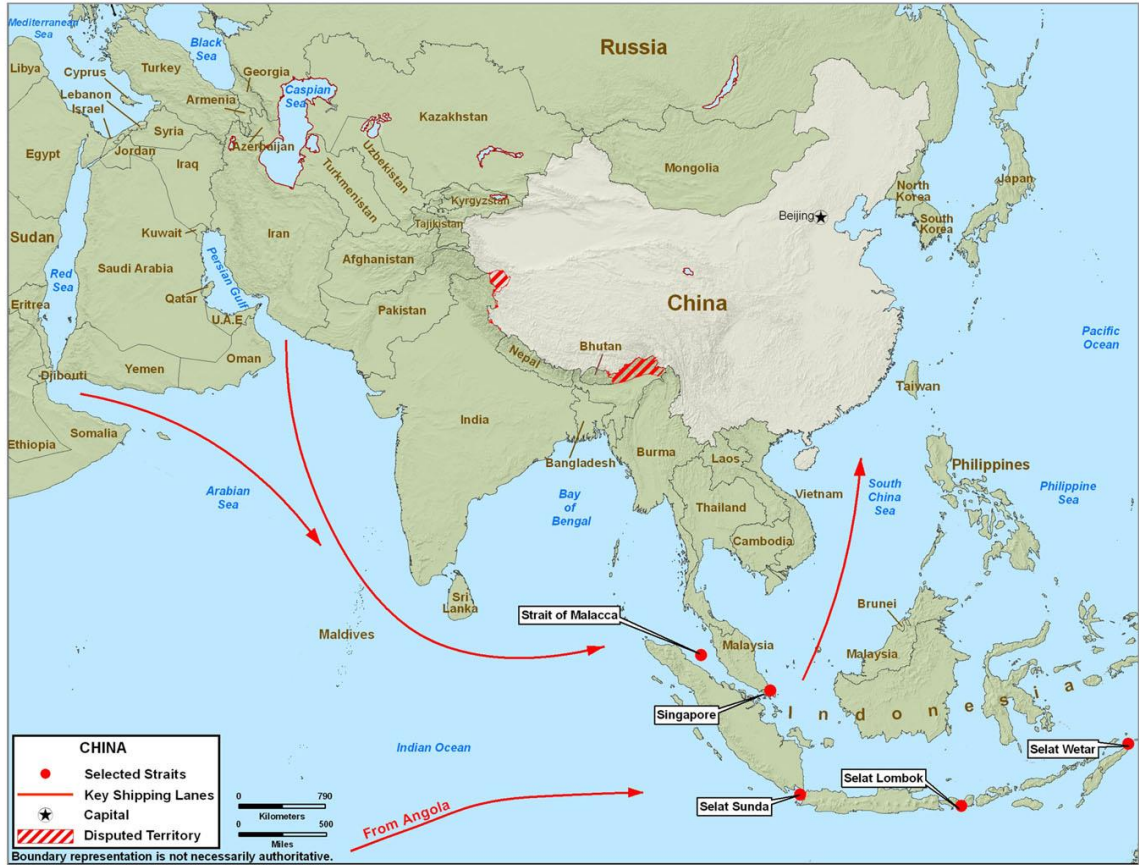 Mediterranean
Sea
Black
Sea
Russia
Libya
Cyprus
Turkey
Georgia
Lebanon
Israel
Armenia
Caspian
Sea
Kazakhstan
Syria
Azerbaijan
Uzbekistan
Mongolia
Egypt
Jordan
Iraq
Turkmenistan
Kyrgyzstan
North
Korea
Japan
Beijing
South
Korea
Tajikistan
Sudan
Kuwait
Iran
Afghanistan
Saudi Arabia
Persian Gulf
Red
Sea
Qatar
Pakistan
China
Eritrea
U.A.E
Pacific
Ocean
Nepal
Bhutan
Oman
Yemen
Djibouti
Taiwan
India
Somalia
Ethiopia
Bangladesh
Burma
Laos
Philippines
Arabian
Sea
Bay
of
Bengal
Thailand
Vietnam
South
China
Sea
Philippine
Sea
Cambodia
Sri
Lanka
Maldives
Strait of Malacca
Brunei
Malaysia
Malaysia
Singapore
Indonesia
Indian Ocean
Selat Wetar
Selat Lombok
Selat Sunda
From Angola
CHINA
Selected Straits
Key Shipping Lanes
Capital
Disputed Territory
0 790
Kilometers
0 500
Miles
Boundary representation is not necessarily authoritative.